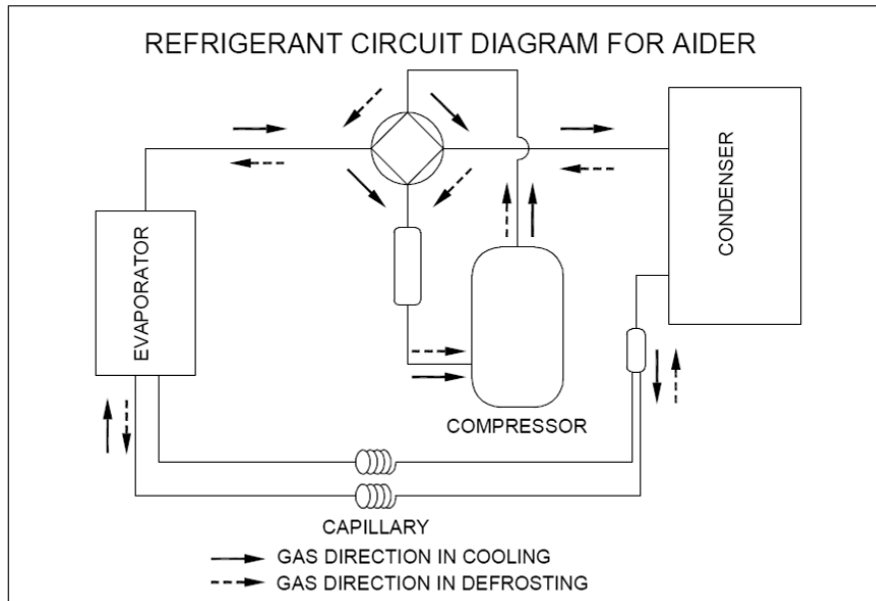 REFRIGERANT CIRCUIT DIAGRAM FOR AIDER
EVAPORATOR
CONDENSER
COMPRESSOR
CAPILLARY
GAS DIRECTION IN COOLING
GAS DIRECTION IN DEFROSTING